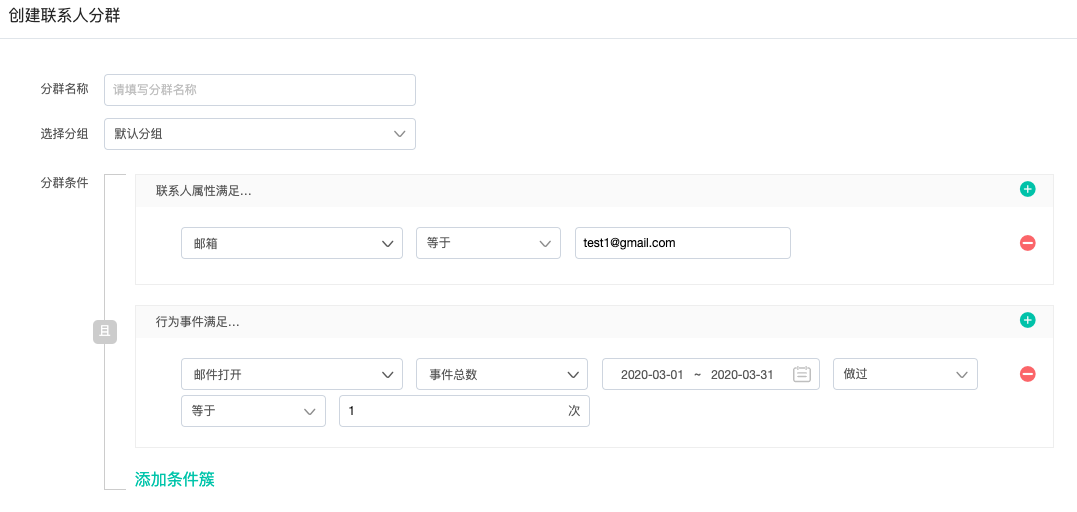 创建联系人分群
分群名称 请填写分群名称
选择分组 默认分组
分群条件 联系人属性满足...
邮箱 等于 test1@gmail.com
且
行为事件满足...
邮件打开 事件总数 2020-03-01 ~ 2020-03-31 做过
等于 1 次
添加条件簇